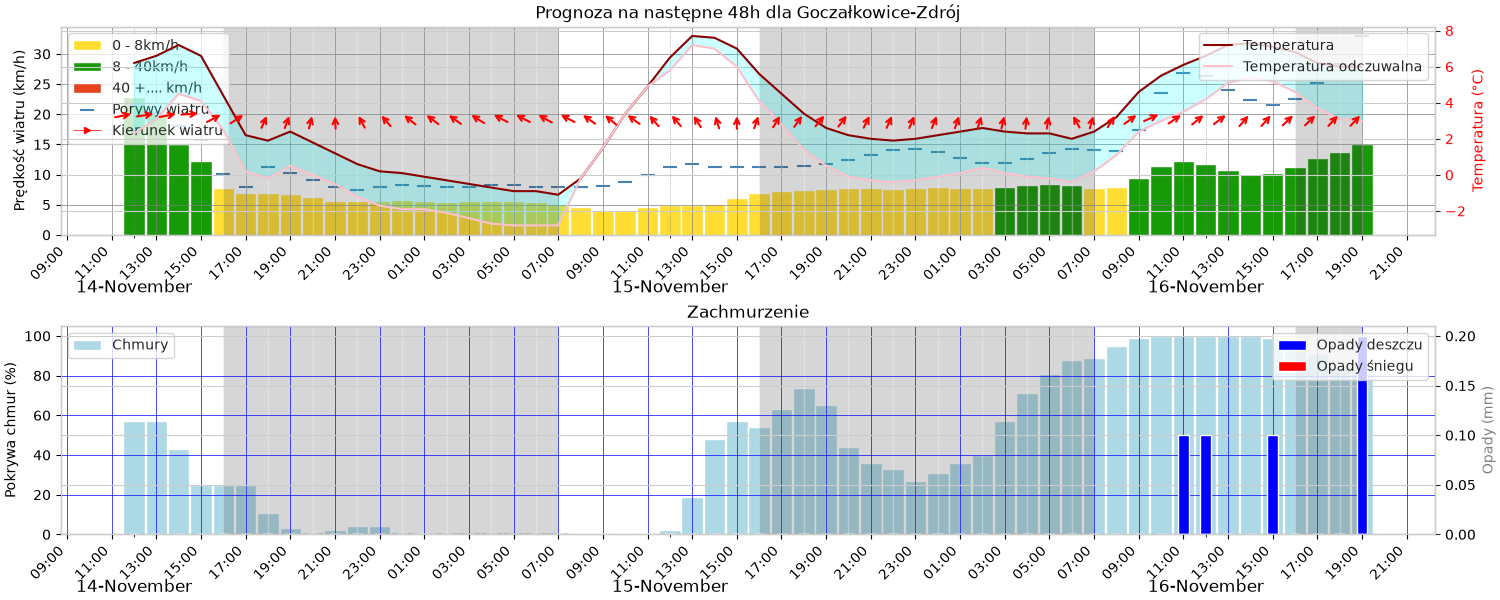 Prognoza na następne 48h dla Goczałkowice-Zdrój
Prędkość wiatru (km/h)
30
25
20
15
10
5
0
0 - 8km/h
8 - 40km/h
40 +.... km/h
Porywy wiatru
Kierunek wiatru
Temperatura
Temperatura odczuwalna
8
6
4
2
0
−2
Temperatura (°C)
09:00 11:00 13:00 15:00 17:00 19:00 21:00 23:00 01:00 03:00 05:00 07:00 09:00 11:00 13:00 15:00 17:00 19:00 21:00 23:00 01:00 03:00 05:00 07:00 09:00 11:00 13:00 15:00 17:00 19:00 21:00
14-November 15-November 16-November
Zachmurzenie
Pokrywa chmur (%)
100
80
60
40
20
0
Chmury
Opady deszczu
Opady śniegu
0.20
0.15
0.10
0.05
0.00
Opady (mm)
09:00 11:00 13:00 15:00 17:00 19:00 21:00 23:00 01:00 03:00 05:00 07:00 09:00 11:00 13:00 15:00 17:00 19:00 21:00 23:00 01:00 03:00 05:00 07:00 09:00 11:00 13:00 15:00 17:00 19:00 21:00
14-November 15-November 16-November